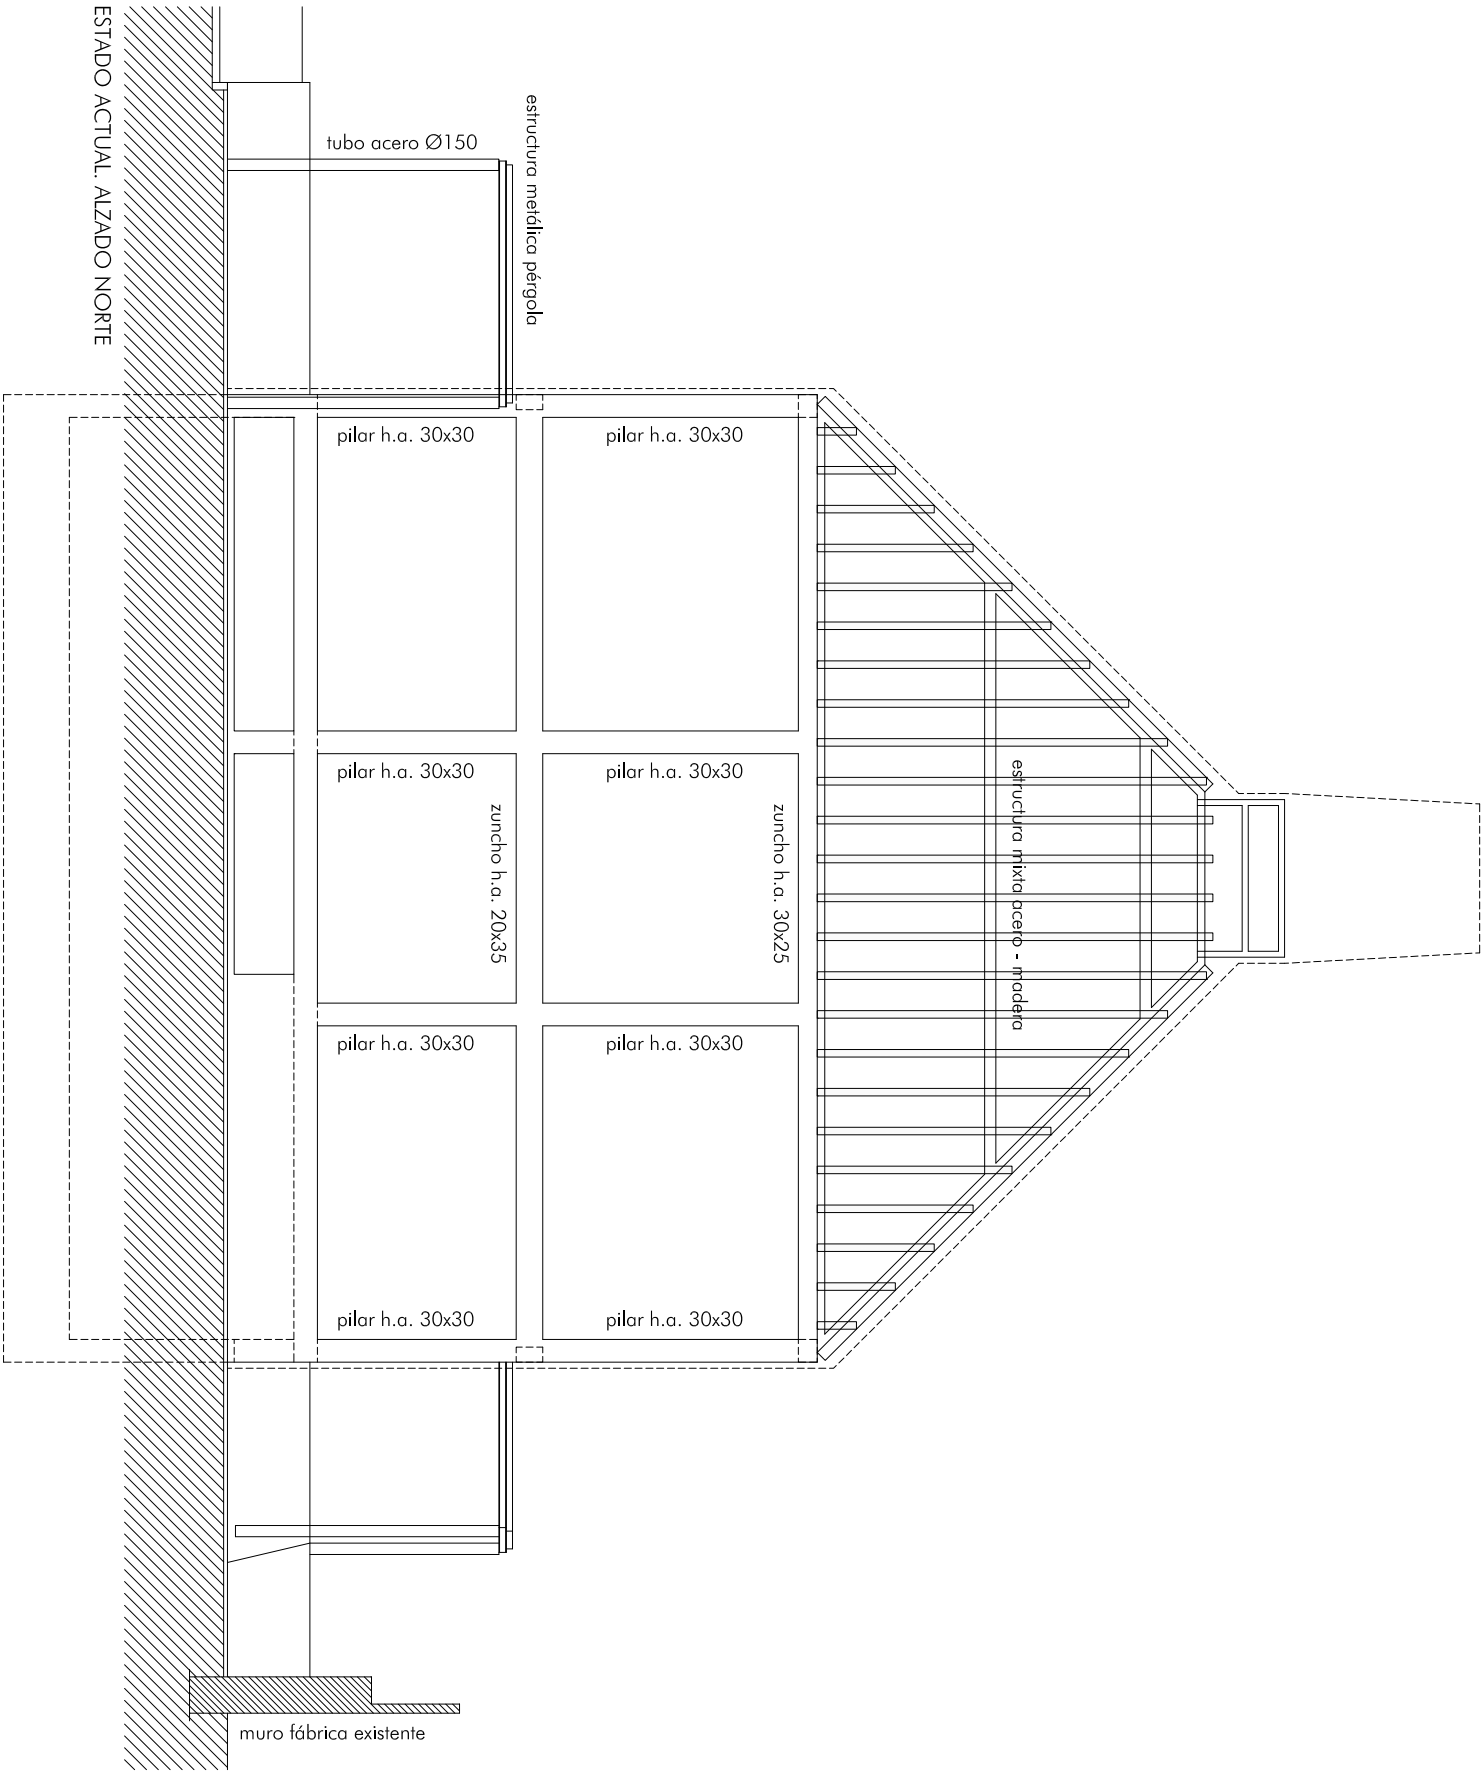 ESTADO ACTUAL. ALZADO NORTE
tubo acero Ø150
estructura metálica pérgola
pilar h.a. 30x30
pilar h.a. 30x30
pilar h.a. 30x30
pilar h.a. 30x30
zuncho h.a. 20x35
zuncho h.a. 30x25
estructura mixta acero - madera
pilar h.a. 30x30
pilar h.a. 30x30
pilar h.a. 30x30
pilar h.a. 30x30
muro fábrica existente